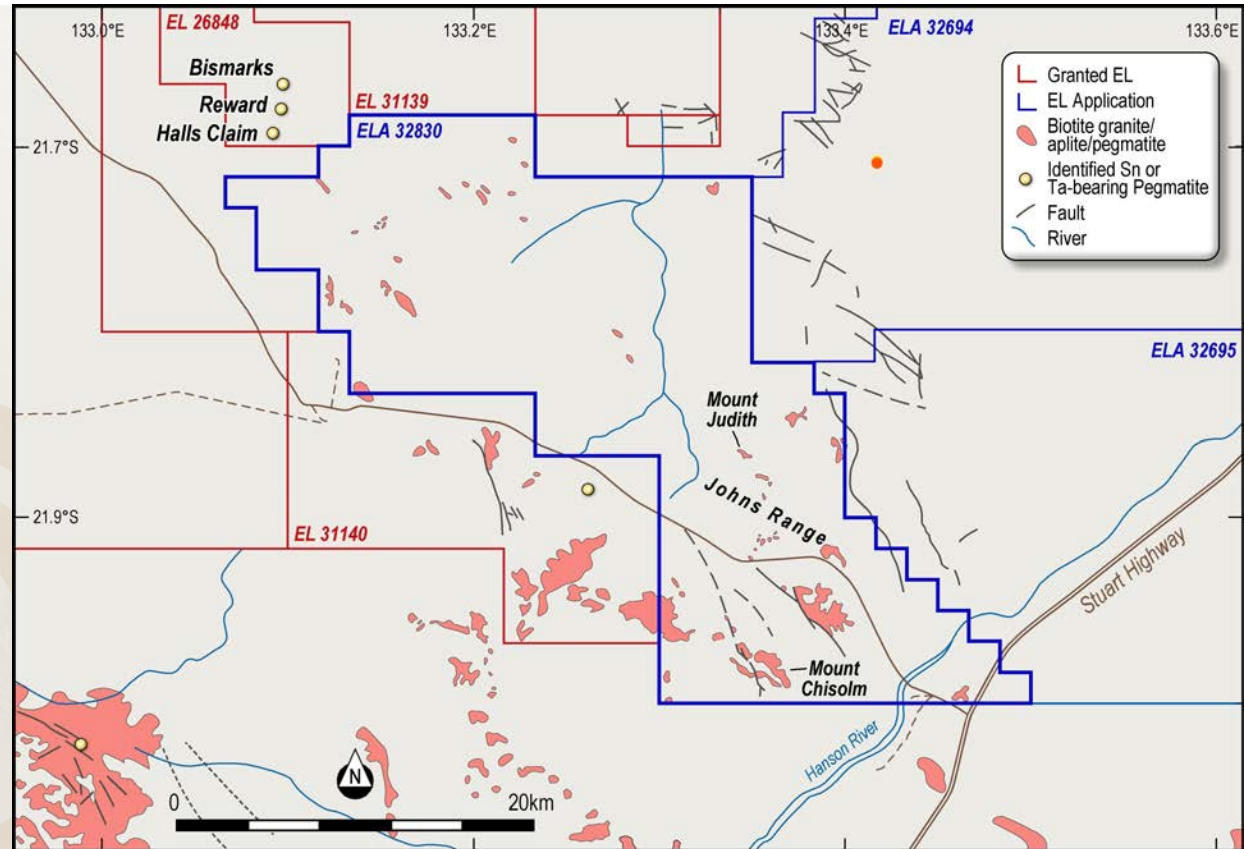 133.0°E
133.2°E
133.4°E
133.6°E
EL 26848
ELA 32694
Bismarks
Reward
Halls Claim
EL 31139
ELA 32830
Granted EL
EL Application
Biotite granite/
aplite/pegmatite
Identified Sn or
Ta-bearing Pegmatite
Fault
River
21.7°S
ELA 32695
Mount
Judith
Johns Range
21.9°S
EL 31140
Stuart Highway
Mount
Chisolm
Hanson River
N
0
20km